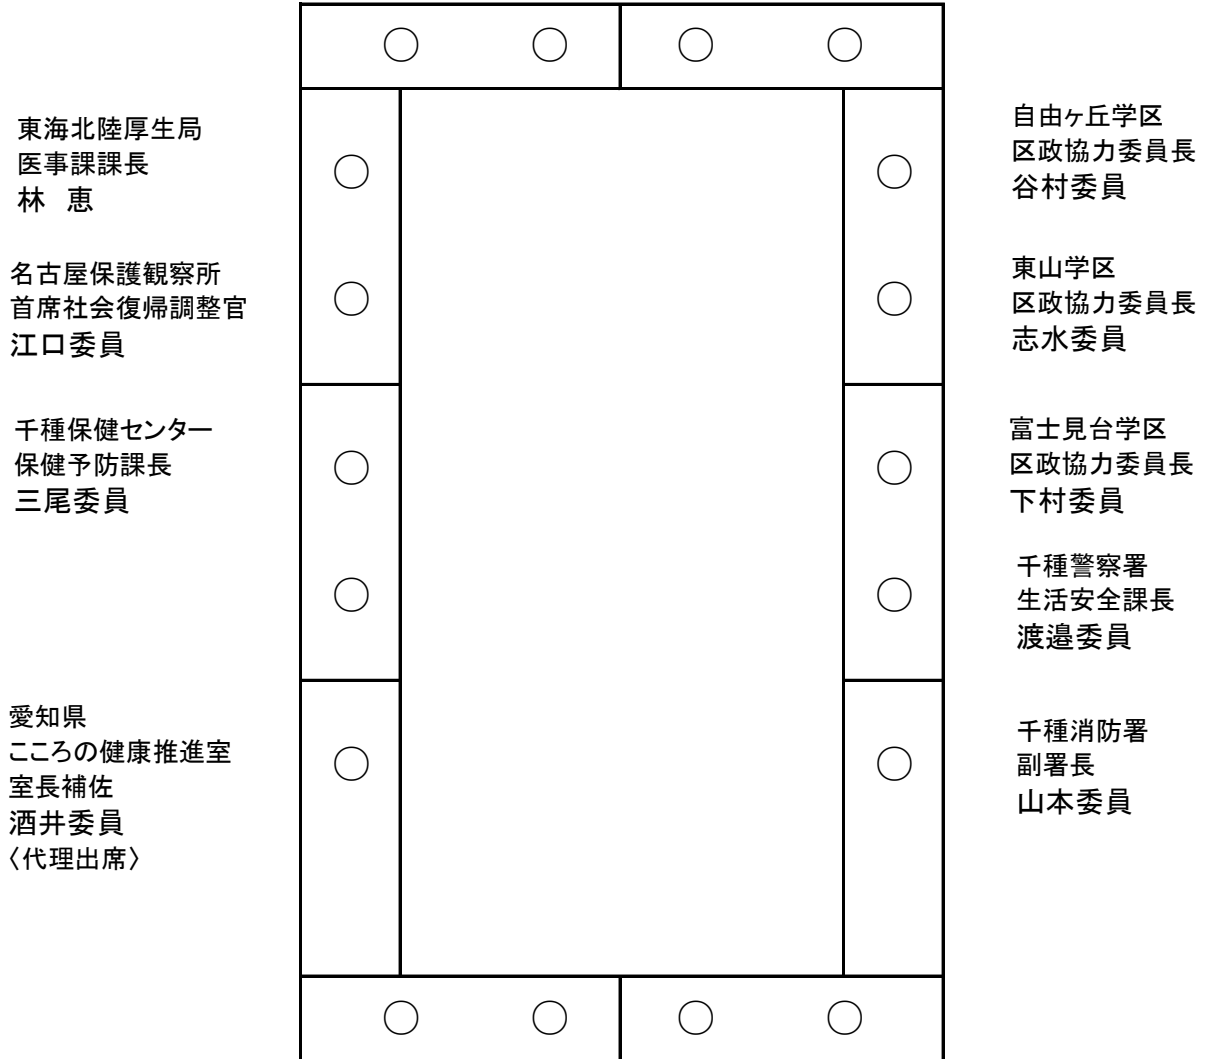 東海北陸厚生局
医事課課長
林　恵
名古屋保護観察所
首席社会復帰調整官
江口委員
千種保健センター
保健予防課長
三尾委員
愛知県
こころの健康推進室
室長補佐
酒井委員
〈代理出席〉
自由ヶ丘学区
区政協力委員長
谷村委員
東山学区
区政協力委員長
志水委員
富士見台学区
区政協力委員長
下村委員
千種警察署
生活安全課長
渡邉委員
千種消防署
副署長
山本委員